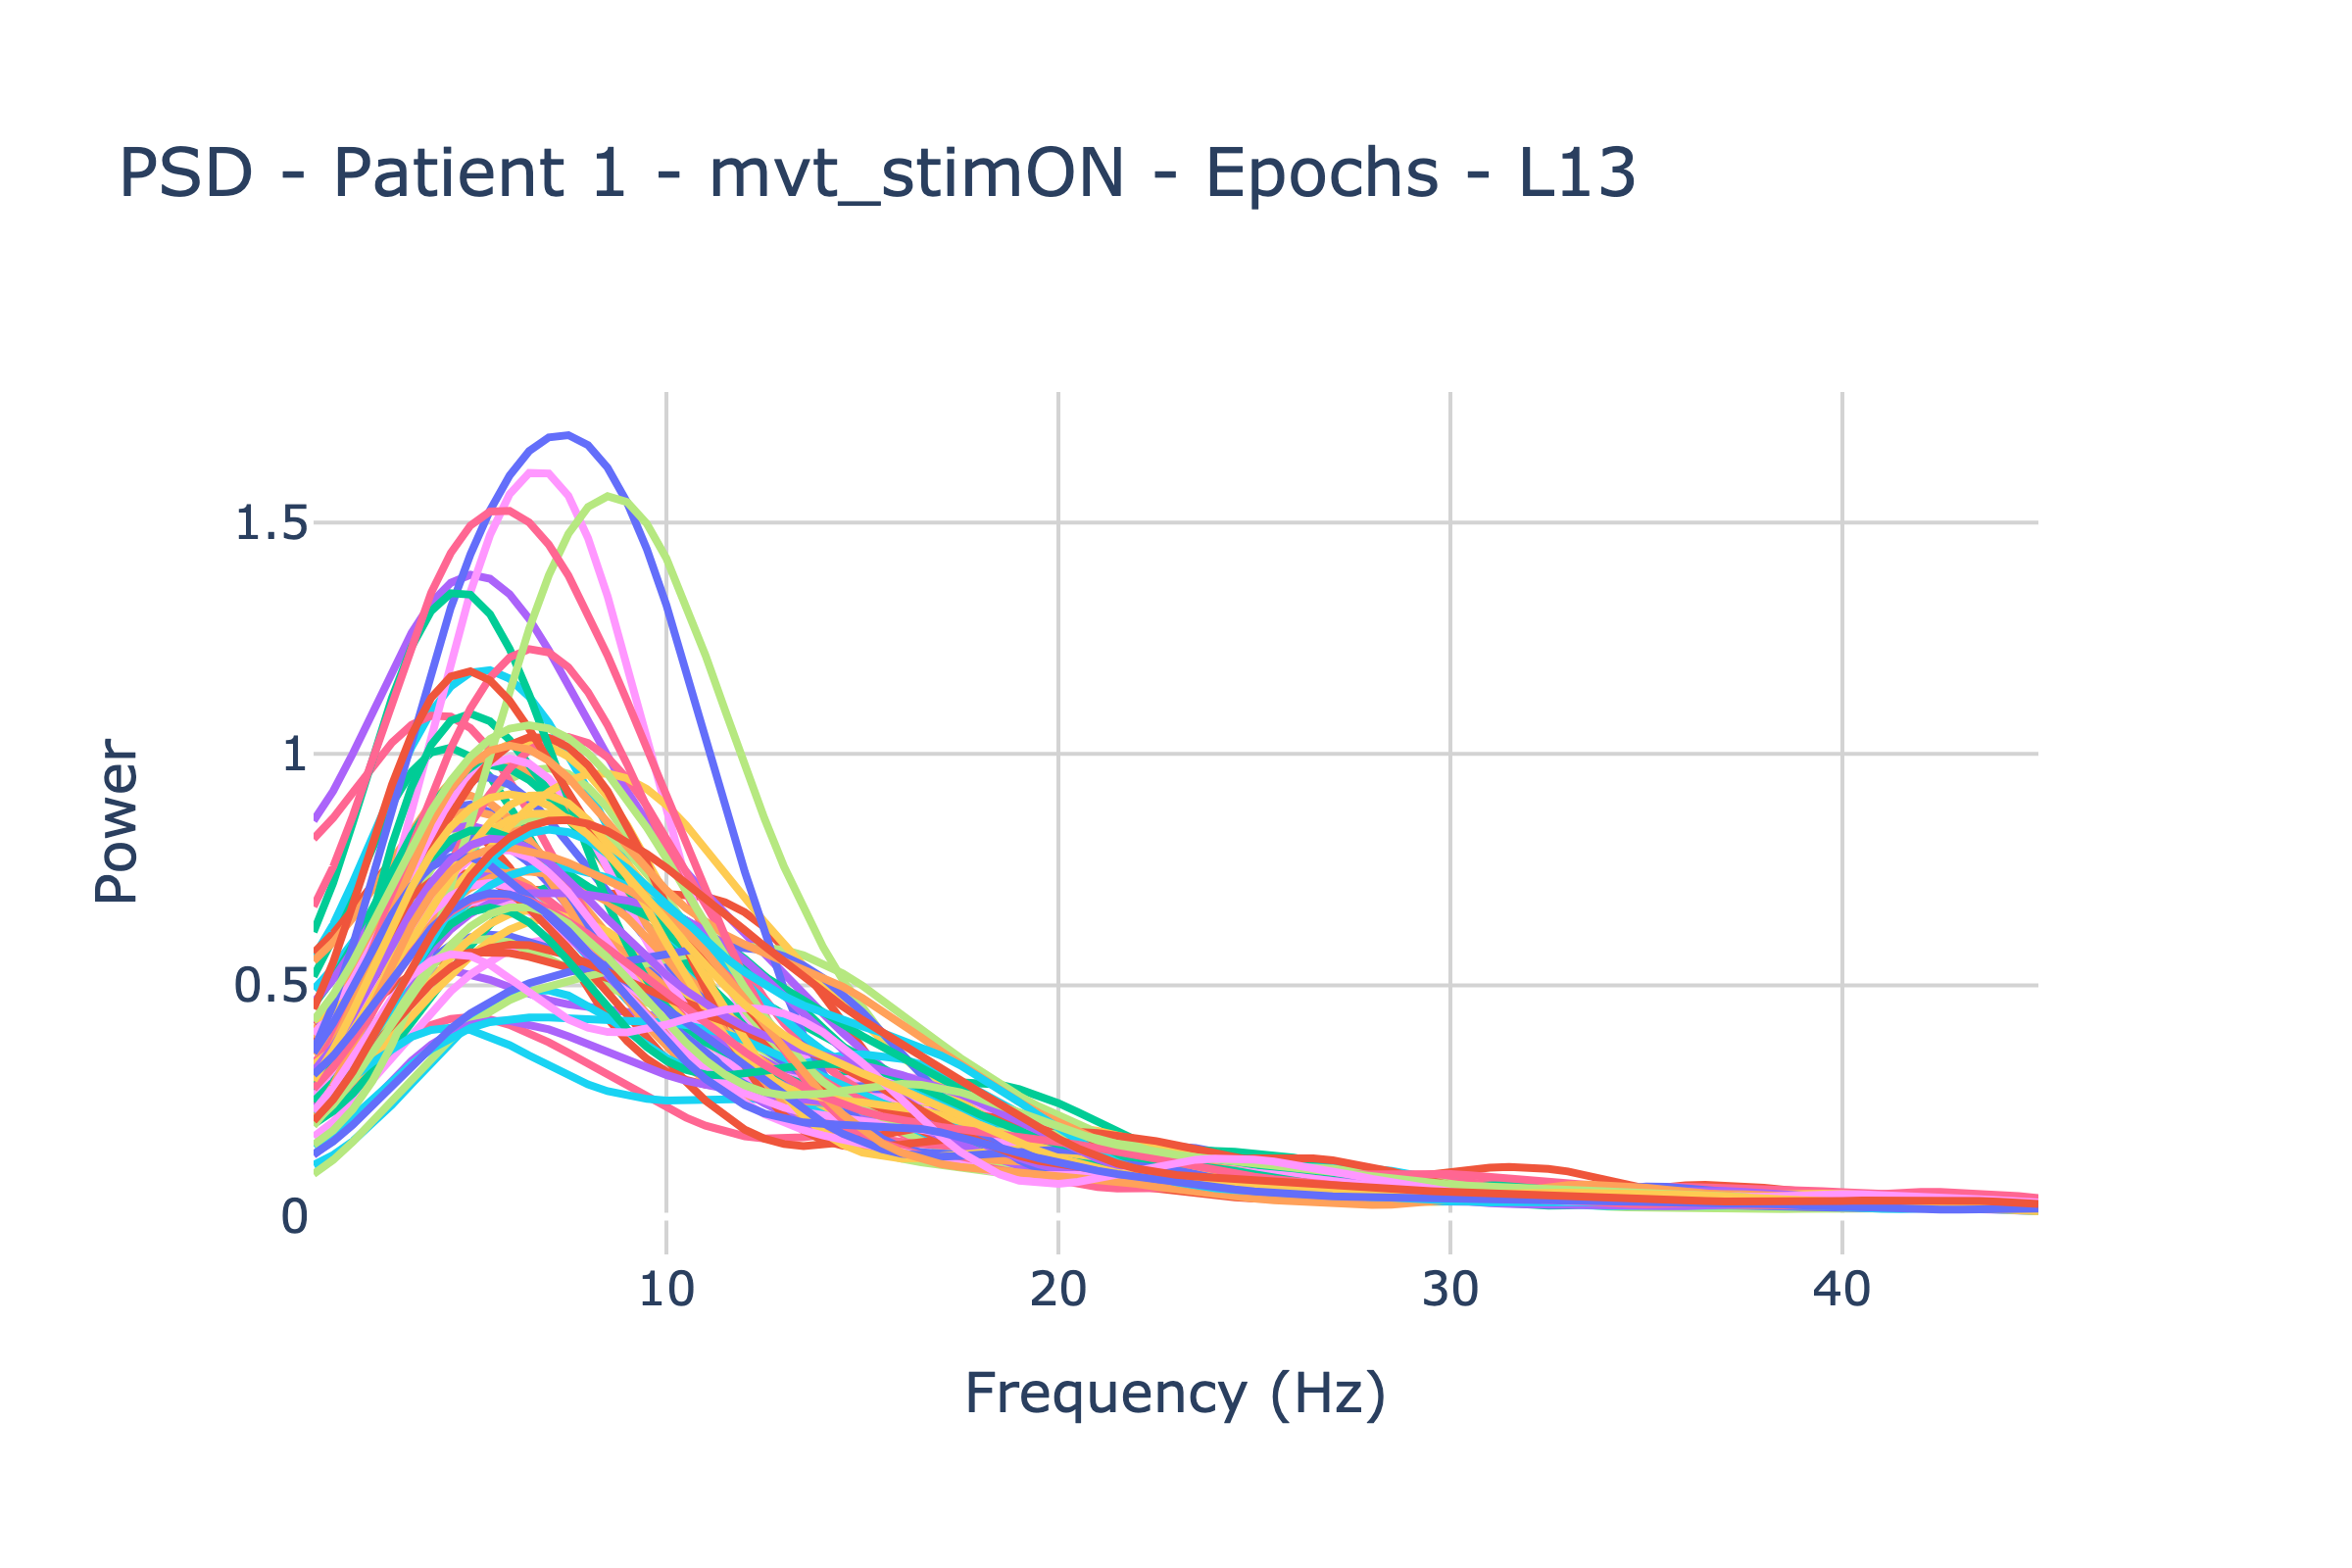 PSD - Patient 1 - mvt_stimON - Epochs - L13
1.5
1
0.5
0
Power
10 20 30 40
Frequency (Hz)